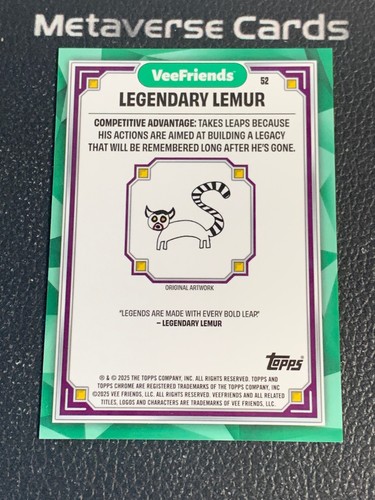 Metaverse Cards
VeeFriends
52
LEGENDARY LEMUR
COMPETITIVE ADVANTAGE: TAKES LEAPS BECAUSE
HIS ACTIONS ARE AIMED AT BUILDING A LEGACY
THAT WILL BE REMEMBERED LONG AFTER HE'S GONE.
ORIGINAL ARTWORK
"LEGENDS ARE MADE WITH EVERY BOLD LEAP."
– LEGENDARY LEMUR
Topps
® & © 2025 THE TOPPS COMPANY, INC. ALL RIGHTS RESERVED. TOPPS AND
TOPPS CHROME ARE REGISTERED TRADEMARKS OF THE TOPPS COMPANY, INC
©2025 VEE FRIENDS, LLC. ALL RIGHTS RESERVED. VEEFRIENDS AND ALL RELATED
TITLES, LOGOS AND CHARACTERS ARE TRADEMARKS OF VEE FRIENDS, LLC.